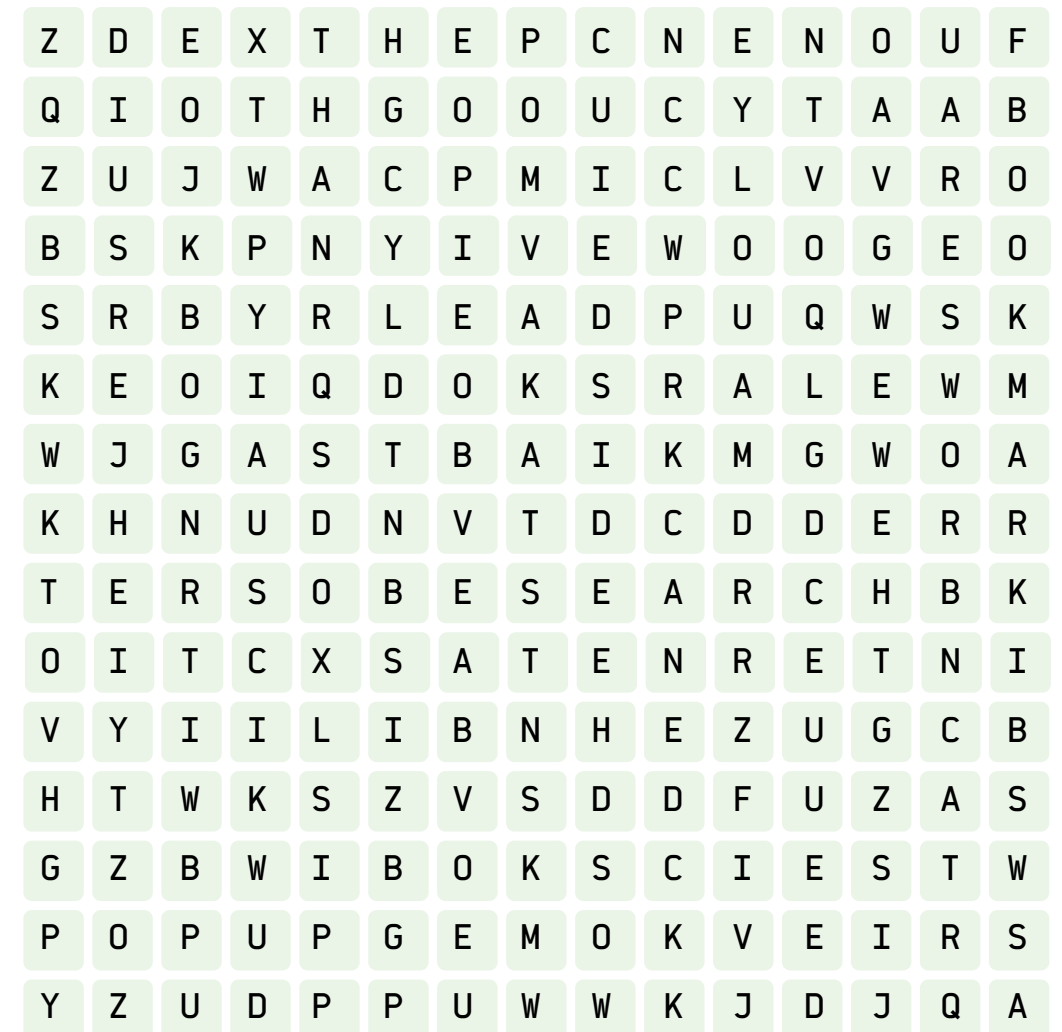 Z D E X T H E P C N E N O U F
Q I O T H G O O U C Y T A A B
Z U J W A C P M I C L V V R O
B S K P N Y I V E W O O G E O
S R B Y R L E A D P U Q W S K
K E O I Q D O K S R A L E W M
W J G A S T B A I K M G W O A
K H N U D N V T D C D D E R R
T E R S O B E S E A R C H B K
O I T C X S A T E N R E T N I
V Y I I L I B N H E Z U G C B
H T W K S Z V S D D F U Z A S
G Z B W I B O K S C I E S T W
P O P U P G E M O K V E I R S
Y Z U D P P U W W K J D J Q A